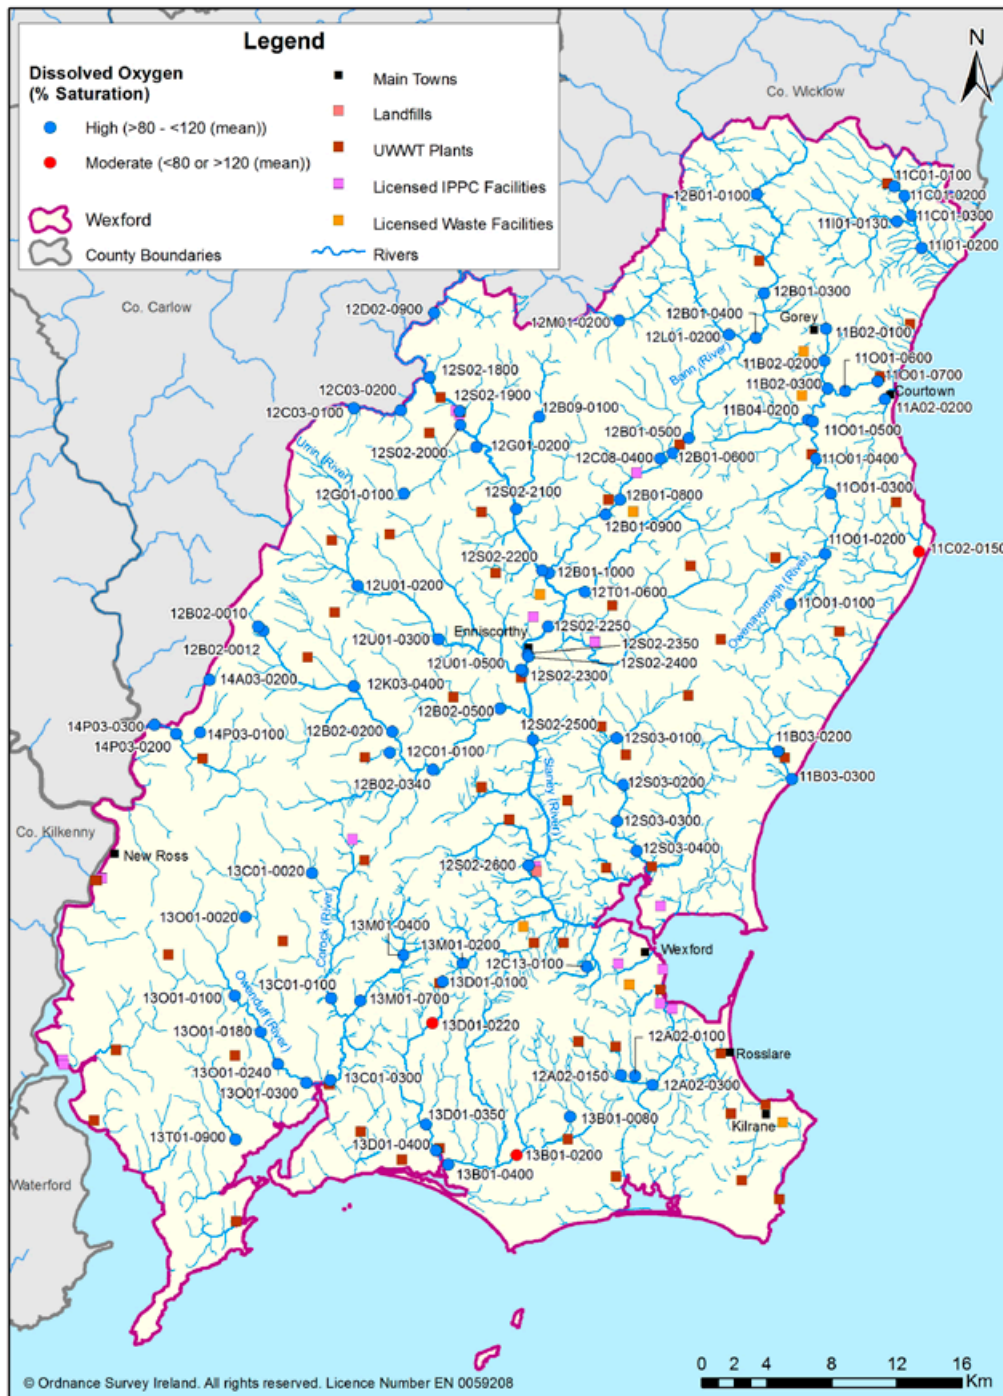 Legend
Dissolved Oxygen
(% Saturation)
High (>80 - <120 (mean))
Moderate (<80 or >120 (mean))
Wexford
County Boundaries
Main Towns
Landfills
UWWT Plants
Licensed IPPC Facilities
Licensed Waste Facilities
Rivers
N
Co. Wicklow
Co. Carlow
11C01-0100
11C01-0200
12B01-0100
11C01-0300
11I01-0130
11I01-0200
12B01-0300
12D02-0900
12M01-0200
12B01-0400
Gorey
12L01-0200
11B02-0100
Bann (River)
11B02-0200
11O01-0600
11O01-0700
12S02-1800
11B02-0300
Courtown
12C03-0200
12S02-1900
11A02-0200
12C03-0100
12B09-0100
11B04-0200
11O01-0500
12B01-0500
Urrin (River)
12S02-2000
12G01-0200
12C08-0400
12B01-0600
11O01-0400
12G01-0100
12S02-2100
12B01-0800
11O01-0300
12B01-0900
11O01-0200
11C02-0150
12S02-2200
12B01-1000
12U01-0200
12T01-0600
Owenavorragh (River)
11O01-0100
12B02-0010
12S02-2250
Enniscorthy
12U01-0300
12S02-2350
12B02-0012
12S02-2400
12U01-0500
14A03-0200
12K03-0400
12S02-2300
12B02-0500
14P03-0300
12S02-2500
14P03-0100
12B02-0200
12S03-0100
11B03-0200
14P03-0200
12C01-0100
11B03-0300
12B02-0340
12S03-0200
Slaney (River)
12S03-0300
Co. Kilkenny
New Ross
12S03-0400
12S02-2600
13C01-0020
13O01-0020
Corock (River)
13M01-0400
13M01-0200
Wexford
12C13-0100
13D01-0100
13O01-0100
13C01-0100
13M01-0700
Owenduff (River)
13D01-0220
13O01-0180
12A02-0100
Rosslare
13O01-0240
12A02-0150
13C01-0300
12A02-0300
13O01-0300
13D01-0350
13B01-0080
Kilrane
13T01-0900
13D01-0400
13B01-0200
13B01-0400
Waterford
0 2 4 8 12 16
Km
© Ordnance Survey Ireland. All rights reserved. Licence Number EN 0059208